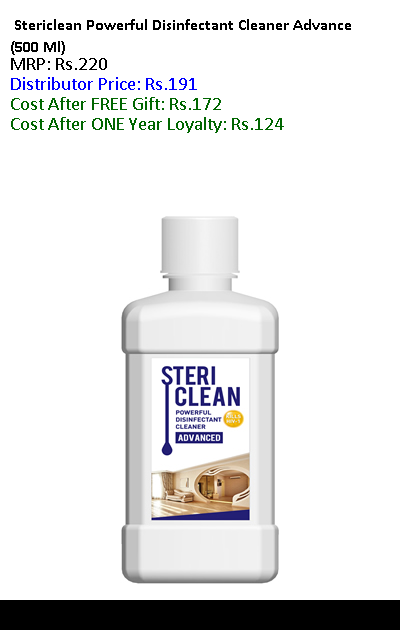 Stericlean Powerful Disinfectant Cleaner Advance
(500 Ml)
MRP: Rs.220
Distributor Price: Rs.191
Cost After FREE Gift: Rs.172
Cost After ONE Year Loyalty: Rs.124
STERI
CLEAN
POWERFUL
DISINFECTANT
CLEANER
ADVANCED